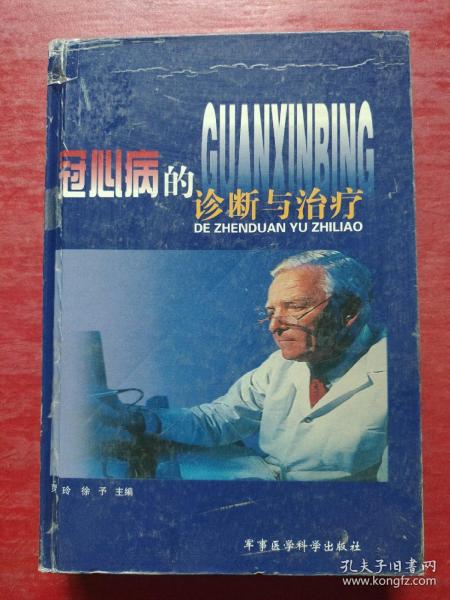 GUANXINBING
冠心病的
诊断与治疗
DE ZHENDUAN YU ZHILIAO
玲 徐 予 主编
军事医学科学出版社
孔夫子旧书网
www.kongfz.com